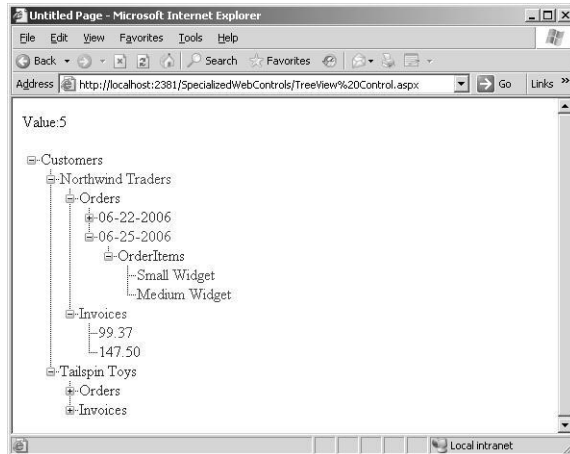 Untitled Page - Microsoft Internet Explorer
File Edit View Favorites Tools Help
Back Search Favorites
Address http://localhost:2381/SpecializedWebControls/TreeView%20Control.aspx Go Links »
Value:5
Customers
Northwind Traders
Orders
06-22-2006
06-25-2006
OrderItems
Small Widget
Medium Widget
Invoices
99.37
147.50
Tailspin Toys
Orders
Invoices
Local intranet